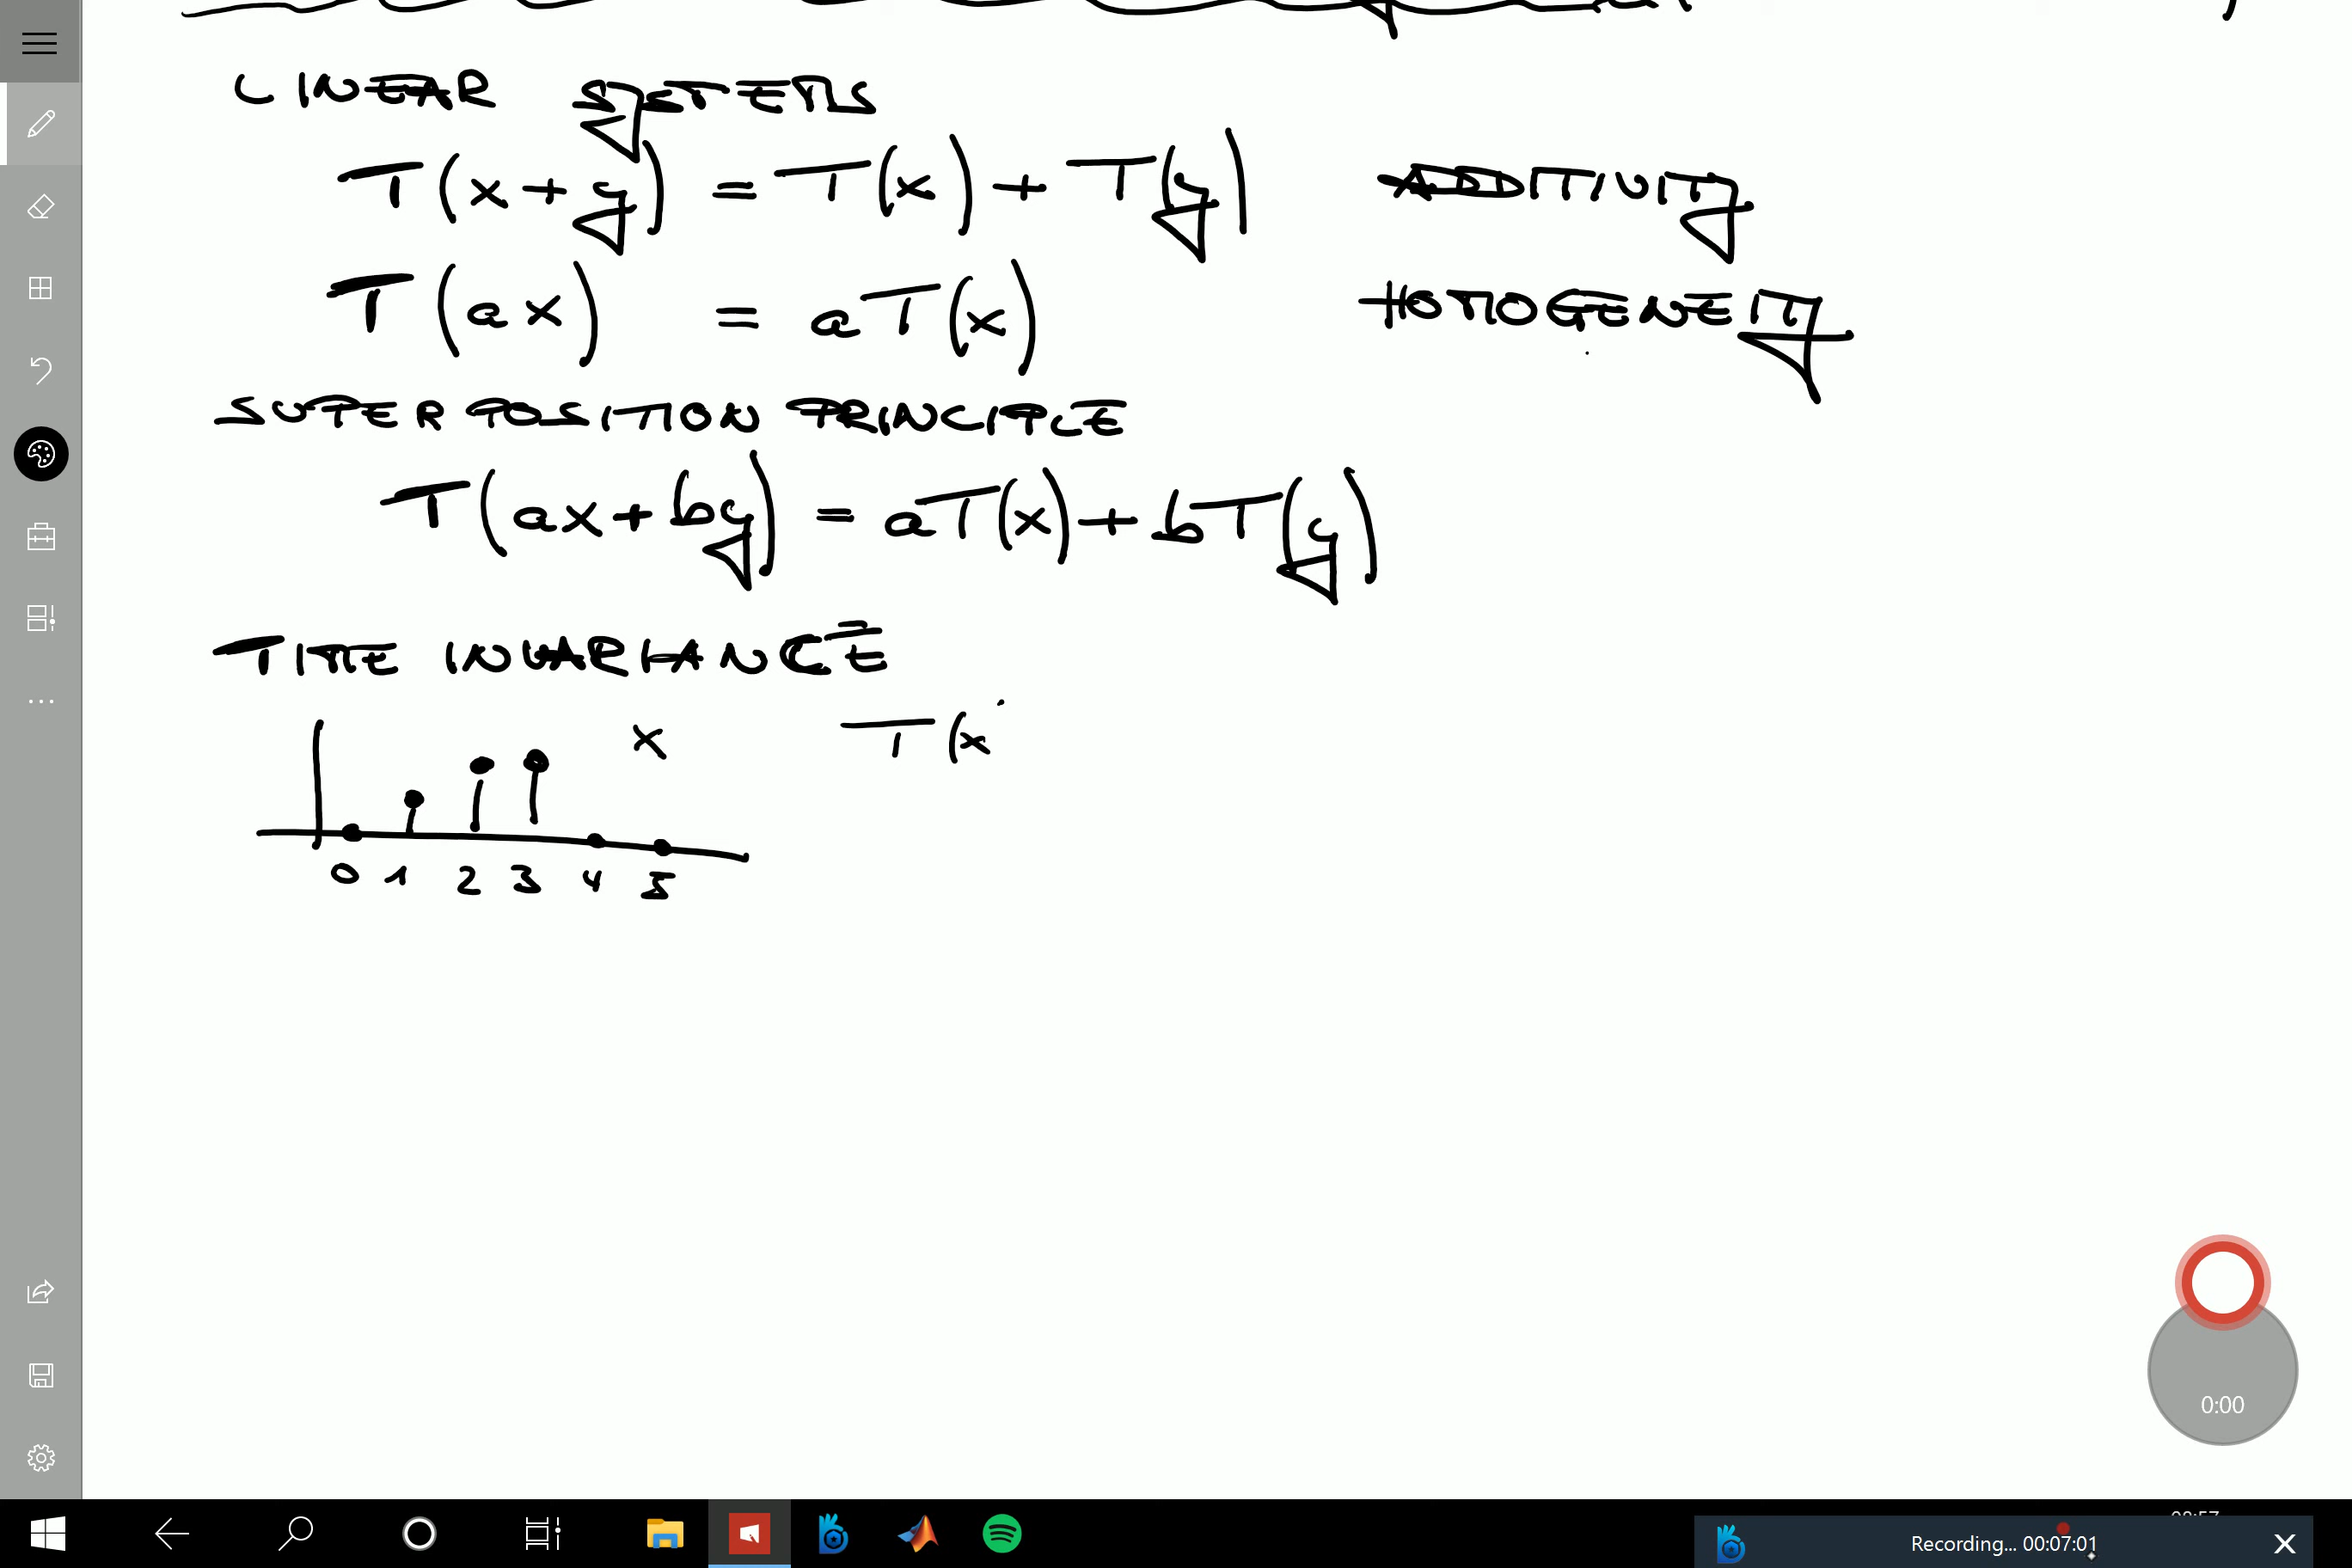 LINEAR SYSTEMS
T(x+y) = T(x) + T(y) ADDITIVITY
T(ax) = aT(x) HOMOGENEITY
SUPERPOSITION PRINCIPLE
T(ax+by) = aT(x)+bT(y)
TIME INVARIANCE
x T(x
0 1 2 3 4 5
0:00
Recording... 00:07:01